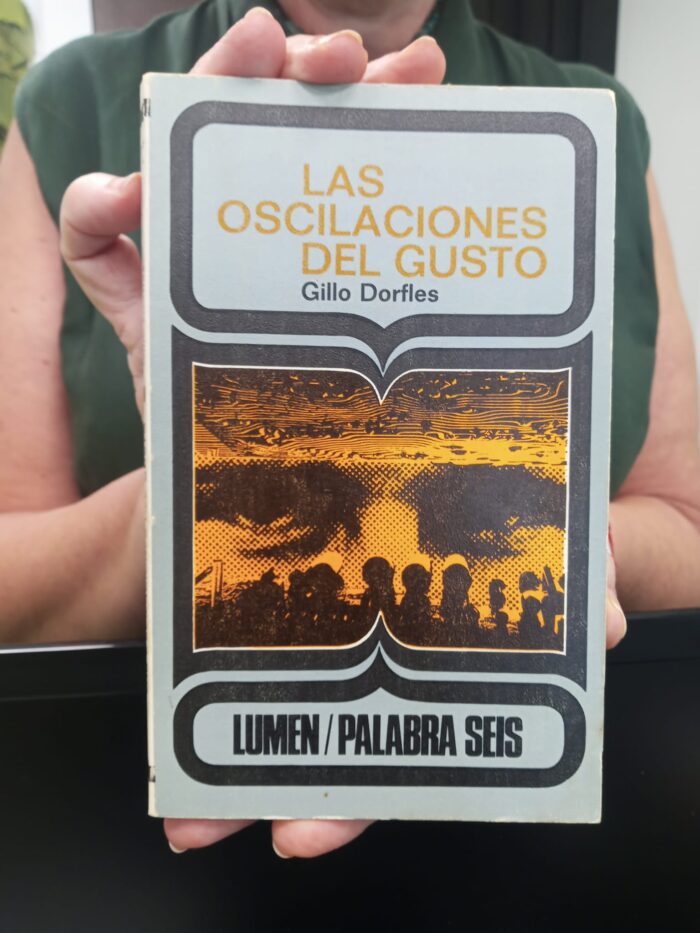 LAS
OSCILACIONES
DEL GUSTO
Gillo Dorfles
LUMEN/PALABRA SEIS